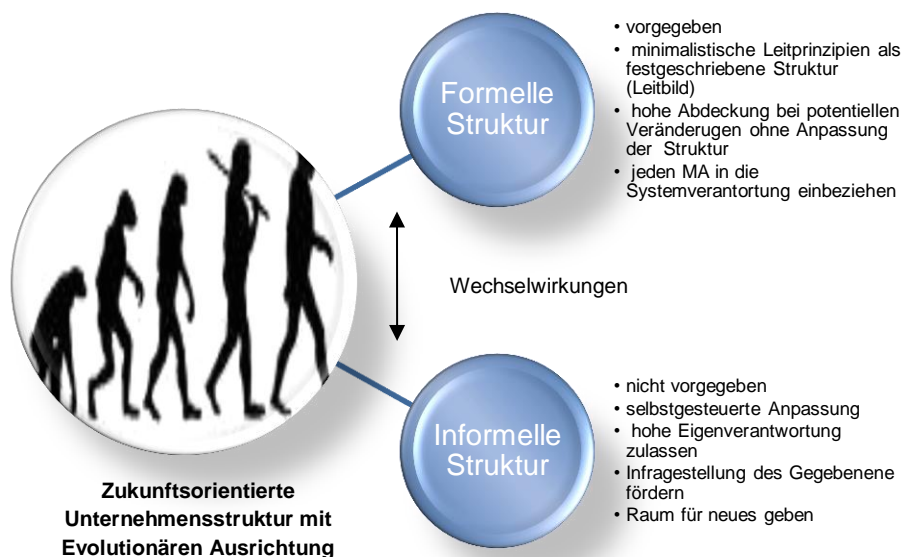 Formelle
Struktur
• vorgegeben
• minimalistische Leitprinzipien als
festgeschriebene Struktur
(Leitbild)
• hohe Abdeckung bei potentiellen
Veränderugen ohne Anpassung
der Struktur
• jeden MA in die
Systemverantortung einbeziehen
Wechselwirkungen
Informelle
Struktur
• nicht vorgegeben
• selbstgesteuerte Anpassung
• hohe Eigenverantwortung
zulassen
• Infragestellung des Gegebenene
fördern
• Raum für neues geben
Zukunftsorientierte
Unternehmensstruktur mit
Evolutionären Ausrichtung